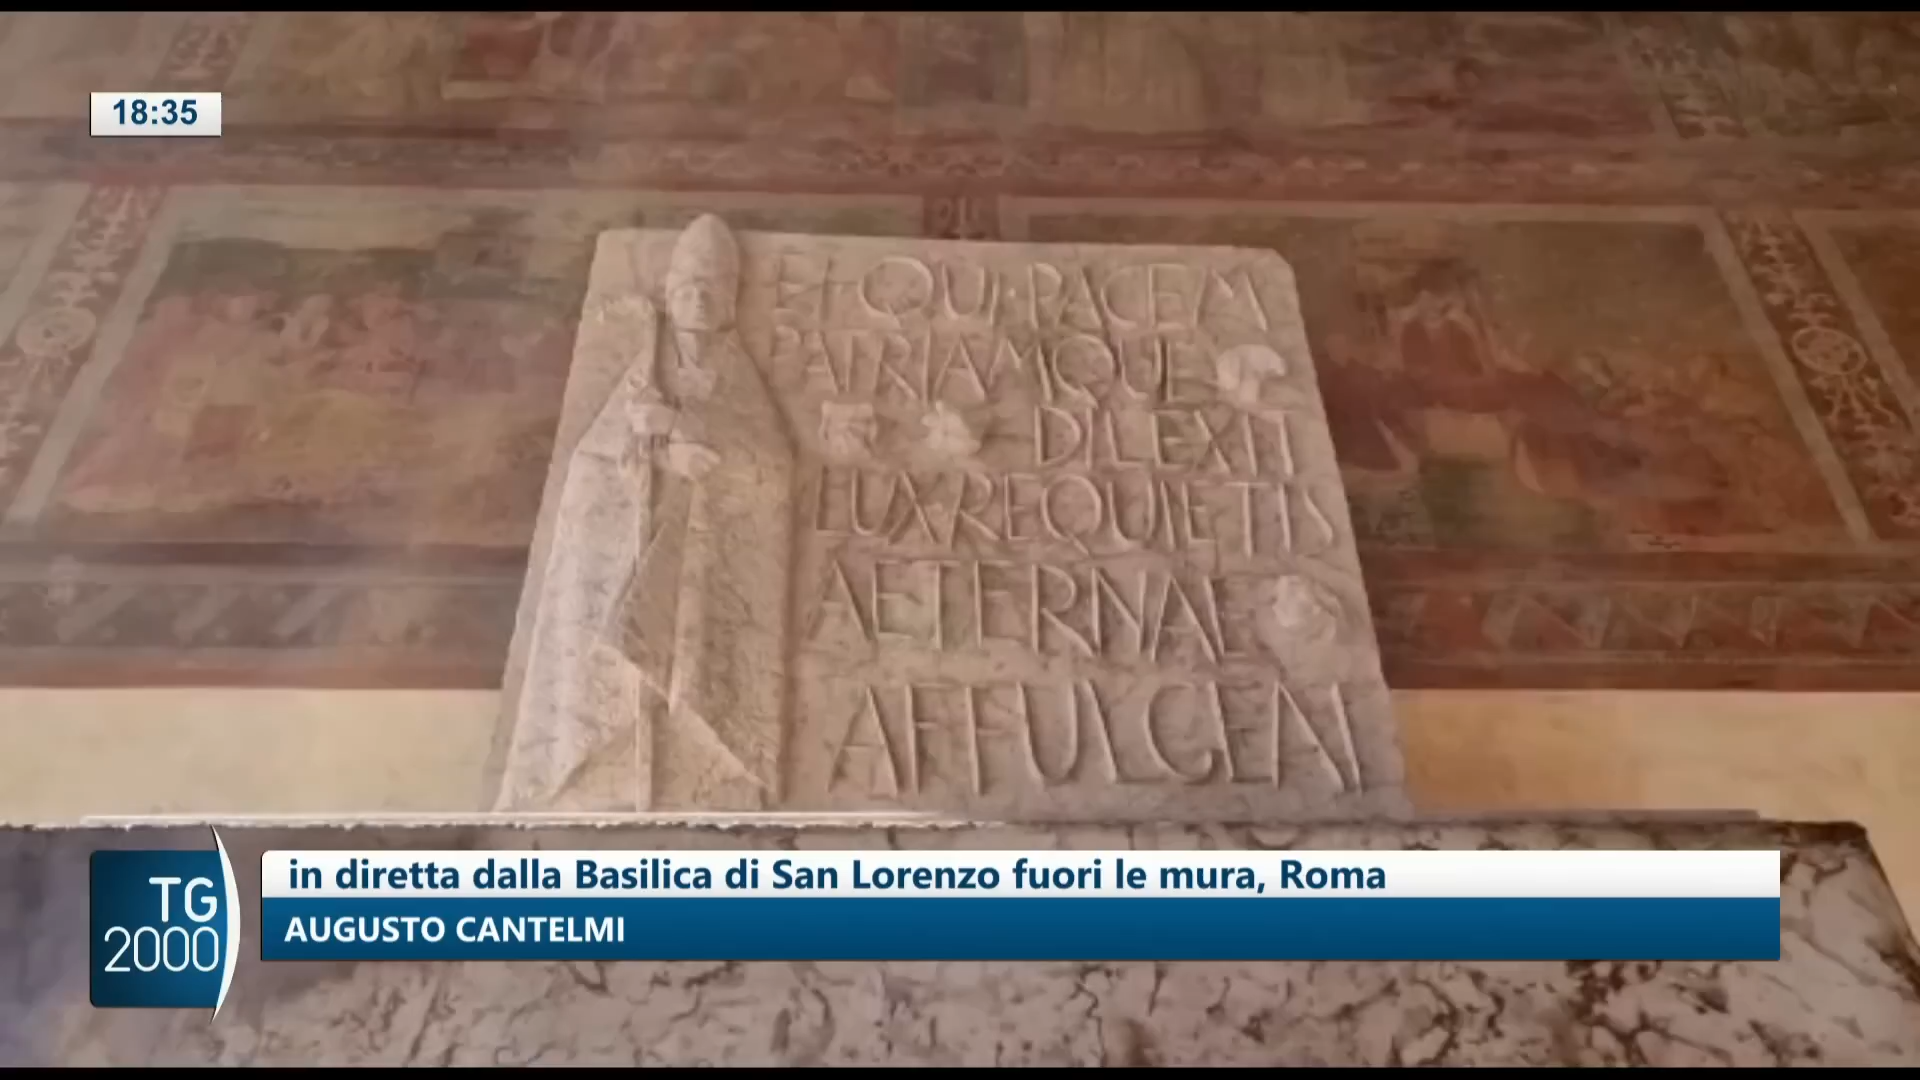 18:35
EI·QUI·PACEM
PATRIAMQUE
DILEXIT
LUX·REQUIETIS
AETERNAE
AFFULGEAT
TG
2000
in diretta dalla Basilica di San Lorenzo fuori le mura, Roma
AUGUSTO CANTELMI